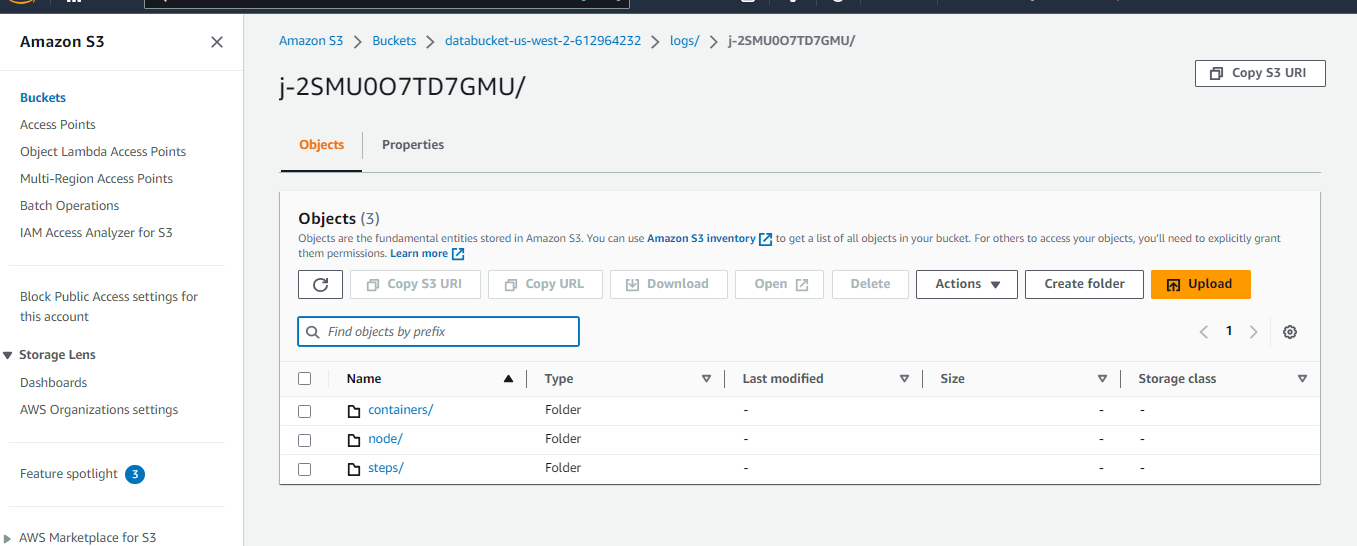 Amazon S3
Buckets
Access Points
Object Lambda Access Points
Multi-Region Access Points
Batch Operations
IAM Access Analyzer for S3
Block Public Access settings for
this account
Storage Lens
Dashboards
AWS Organizations settings
Feature spotlight 3
AWS Marketplace for S3
Amazon S3 > Buckets > databucket-us-west-2-612964232 > logs/ > j-2SMU0O7TD7GMU/
j-2SMU0O7TD7GMU/
Copy S3 URI
Objects Properties
Objects (3)
Objects are the fundamental entities stored in Amazon S3. You can use Amazon S3 inventory to get a list of all objects in your bucket. For others to access your objects, you'll need to explicitly grant
them permissions. Learn more
Copy S3 URI Copy URL Download Open Delete Actions Create folder Upload
Find objects by prefix
1
Name Type Last modified Size Storage class
containers/ Folder - - -
node/ Folder - - -
steps/ Folder - - -